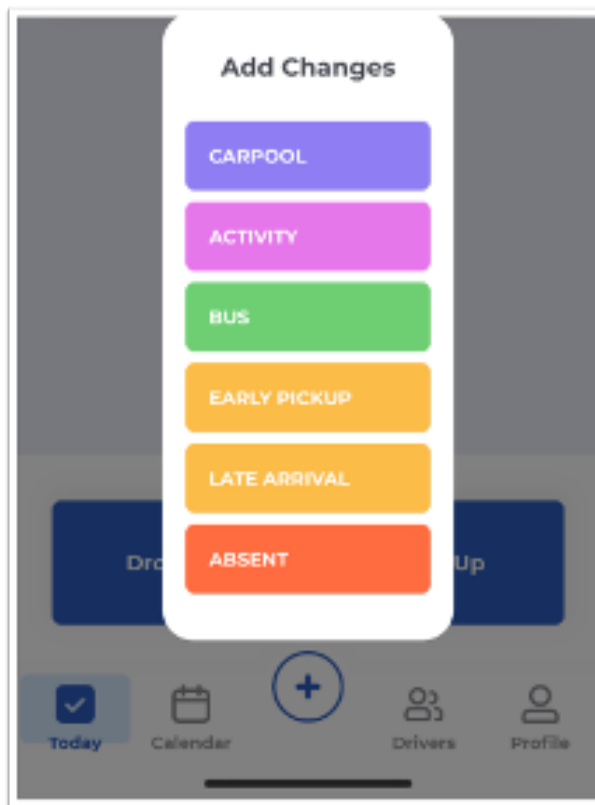 Add Changes
CARPOOL
ACTIVITY
BUS
EARLY PICKUP
LATE ARRIVAL
ABSENT
Up
Today
Calendar
Drivers
Profile